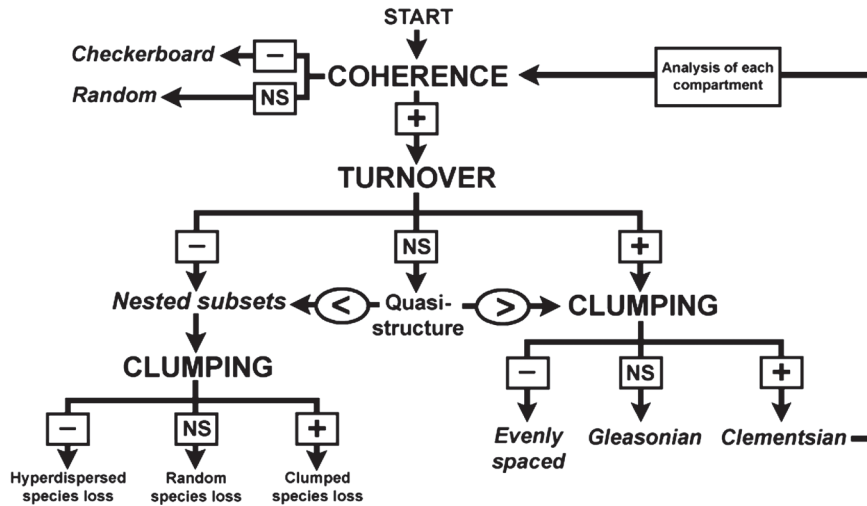 START
Checkerboard
−
Random
NS
COHERENCE
Analysis of each
compartment
+
TURNOVER
−
NS
+
Nested subsets
<
Quasi-
structure
>
CLUMPING
CLUMPING
−
NS
+
−
NS
+
Evenly
spaced
Gleasonian
Clementsian
Hyperdispersed
species loss
Random
species loss
Clumped
species loss